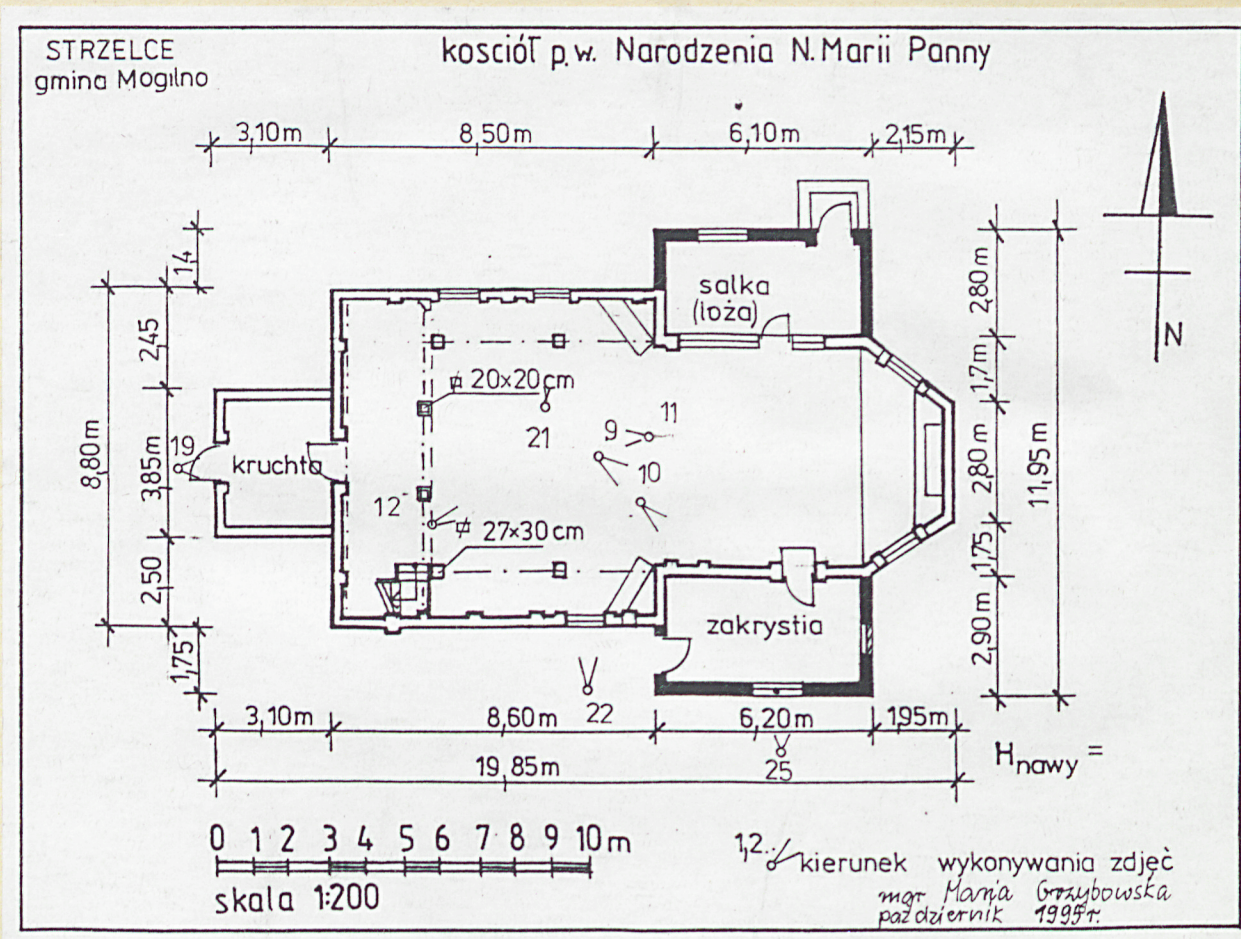 STRZELCE
gmina Mogilno
kosciół p.w. Narodzenia N.Marii Panny
3,10m 8,50m 6,10m 2,15m
14
2,45
8,80m
3,85m
2,50
1,75
salka
(loża)
2,80m
1,7m
2,80m
11,95m
1,75
2,90m
N
⌀ 20×20cm
21
11
9
10
19
kruchta
12
⌀ 27×30cm
zakrystia
22
3,10m 8,60m 6,20m 1,95m
25
19,85m
Hnawy =
0 1 2 3 4 5 6 7 8 9 10m
skala 1:200
1,2.. kierunek wykonywania zdjęć
mgr Maria Grzybowska
październik 1995r.